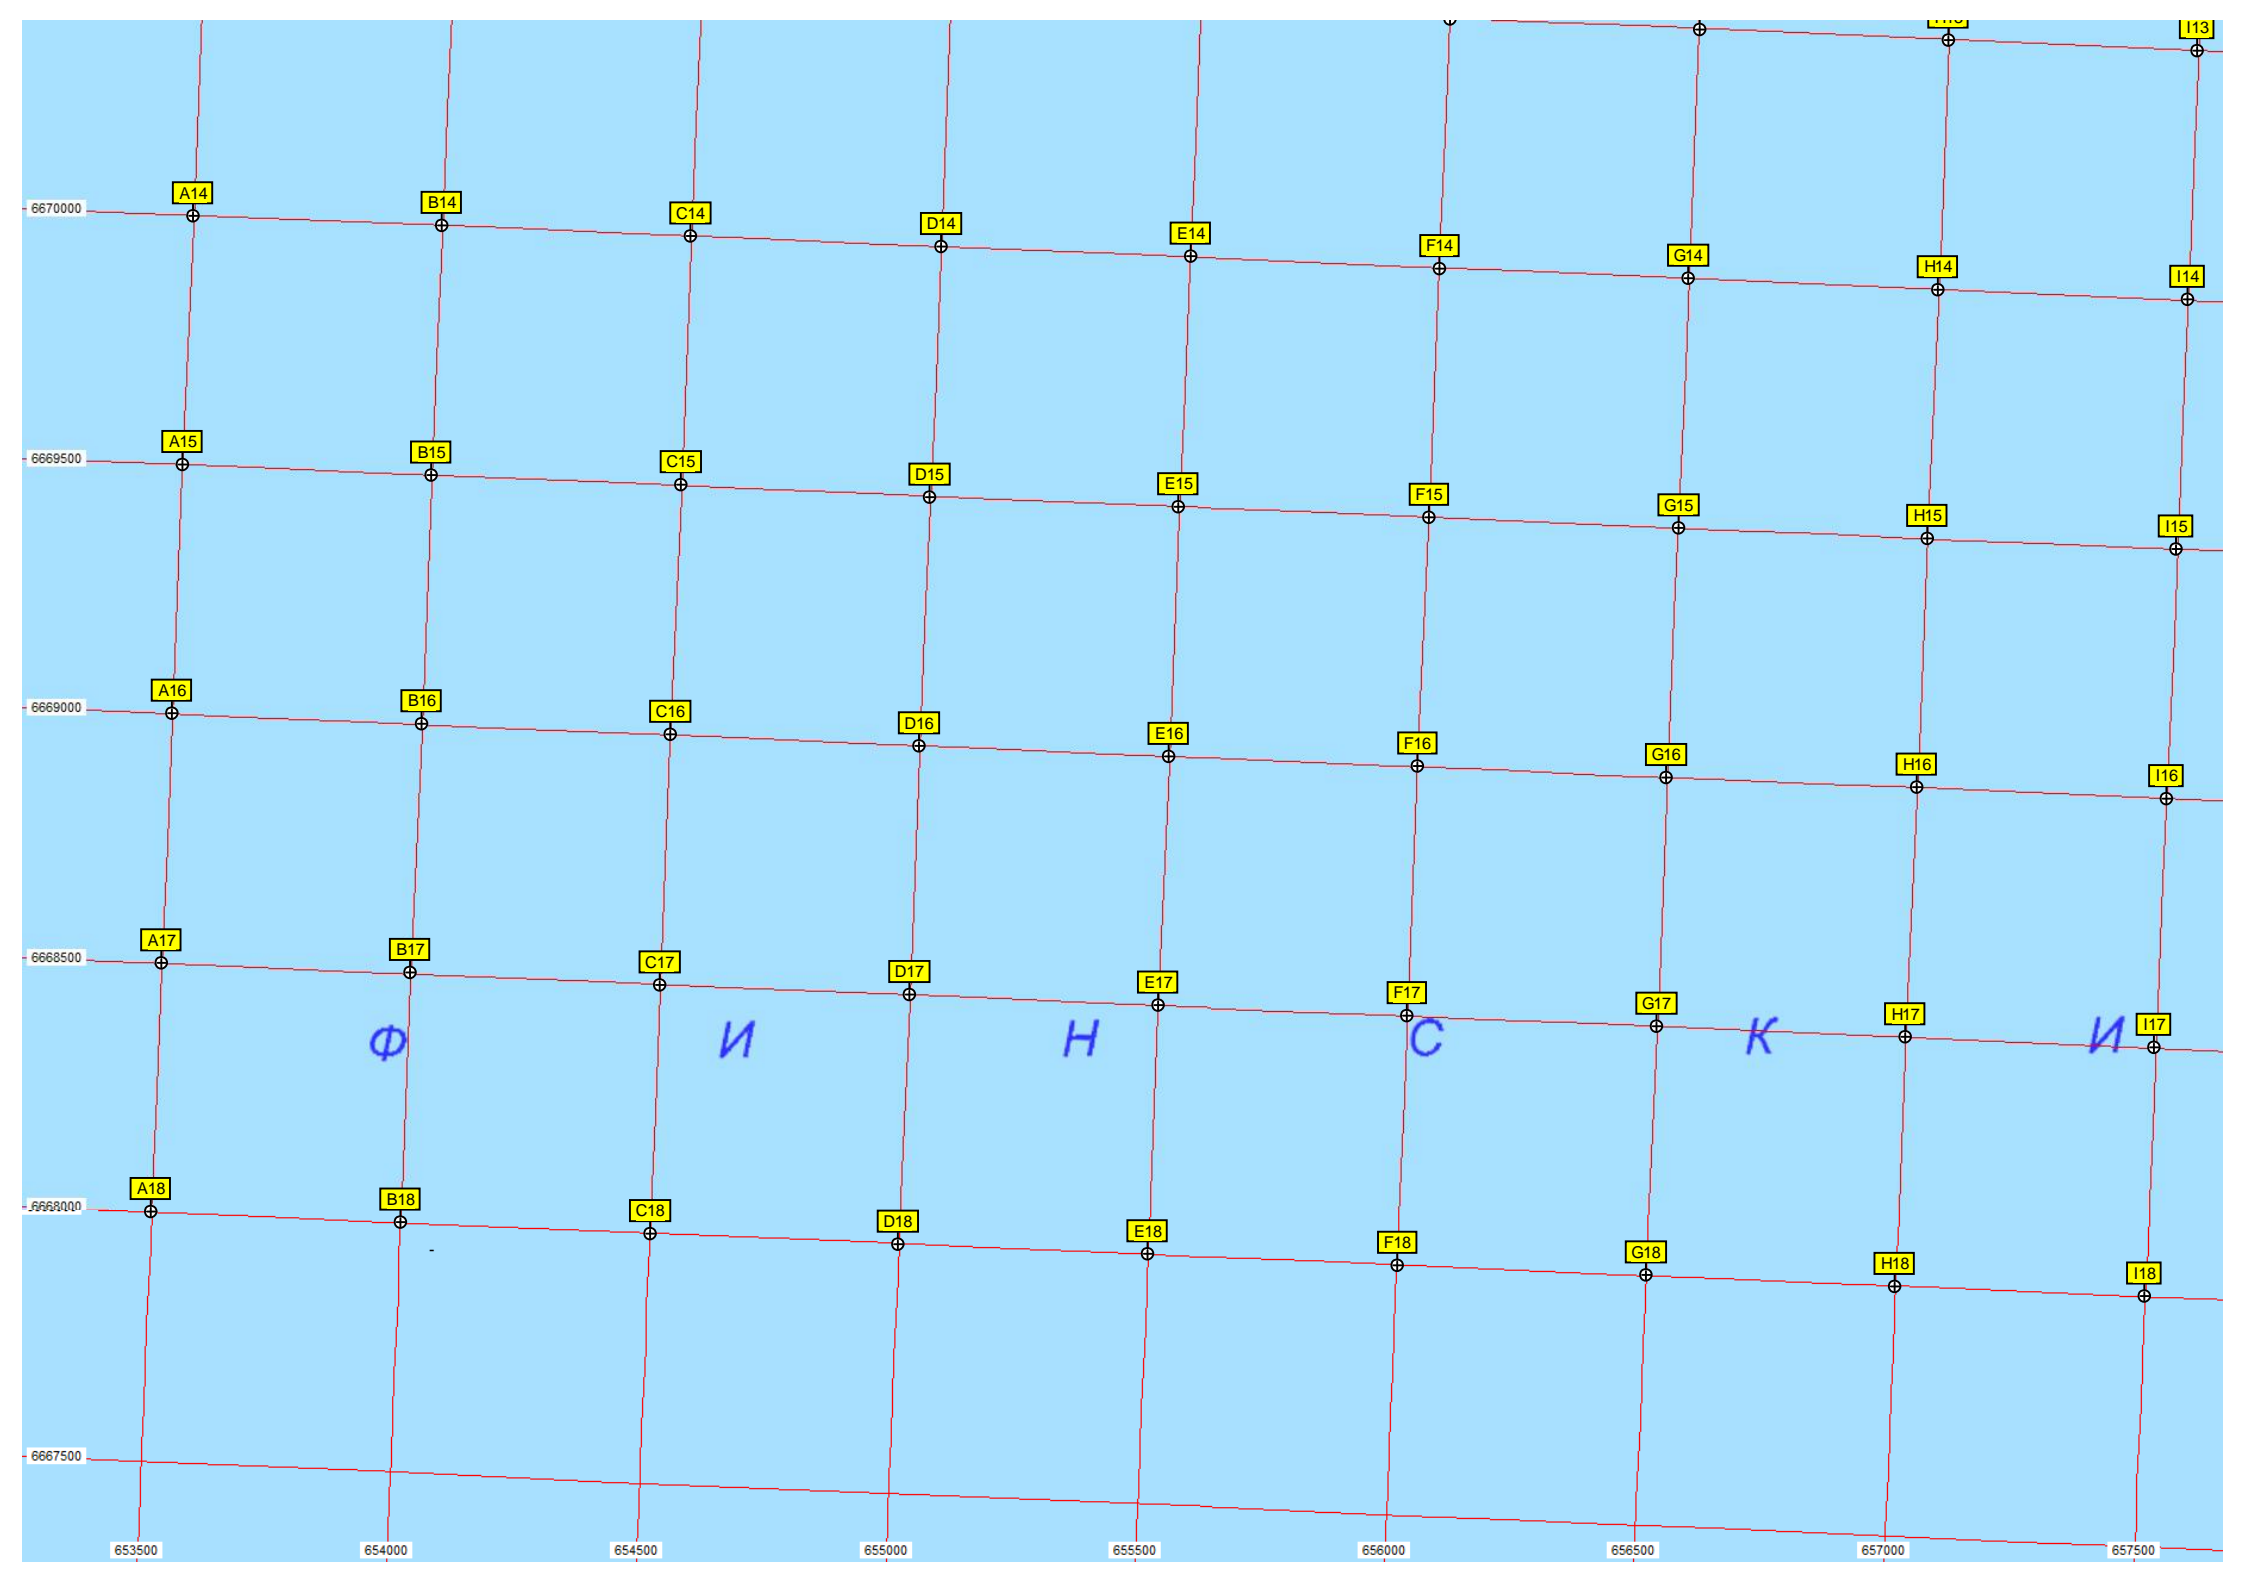 I13
A14 B14 C14 D14 E14 F14 G14 H14 I14
6670000
A15 B15 C15 D15 E15 F15 G15 H15 I15
6669500
A16 B16 C16 D16 E16 F16 G16 H16 I16
6669000
A17 B17 C17 D17 E17 F17 G17 H17 I17
6668500
Ф И Н С К И
A18 B18 C18 D18 E18 F18 G18 H18 I18
6668000
6667500
653500 654000 654500 655000 655500 656000 656500 657000 657500